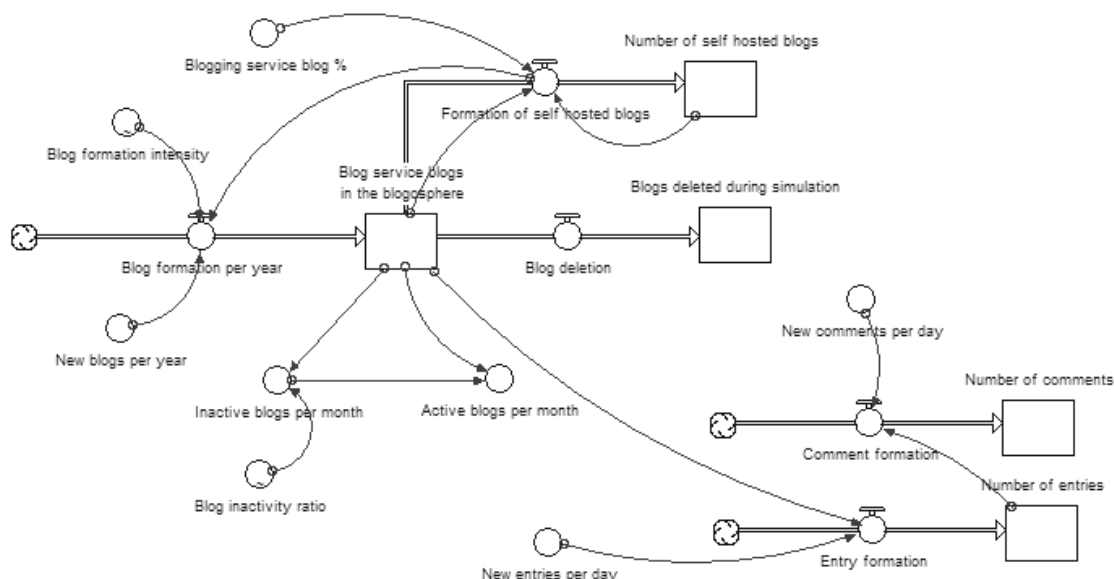 Number of self hosted blogs
Blogging service blog %
Formation of self hosted blogs
Blog formation intensity
Blog service blogs
in the blogosphere
Blogs deleted during simulation
Blog formation per year
Blog deletion
New comments per day
New blogs per year
Number of comments
Inactive blogs per month
Active blogs per month
Comment formation
Number of entries
Blog inactivity ratio
Entry formation
New entries per day